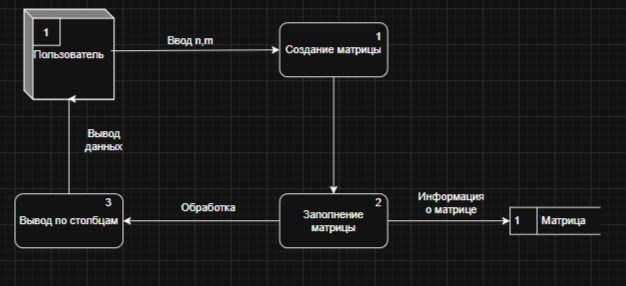 1
Пользователь
Ввод n,m
1
Создание матрицы
Вывод
данных
3
Вывод по столбцам
Обработка
2
Заполнение
матрицы
Информация
о матрице
1
Матрица